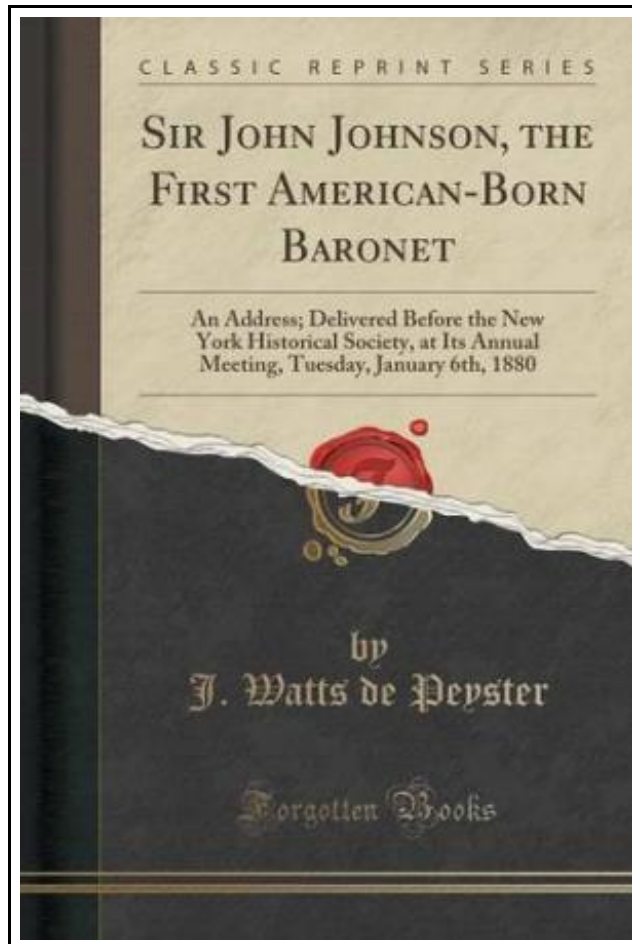 CLASSIC REPRINT SERIES
SIR JOHN JOHNSON, THE
FIRST AMERICAN-BORN
BARONET
An Address; Delivered Before the New
York Historical Society, at Its Annual
Meeting, Tuesday, January 6th, 1880
by
J. Watts de Peyster
Forgotten Books